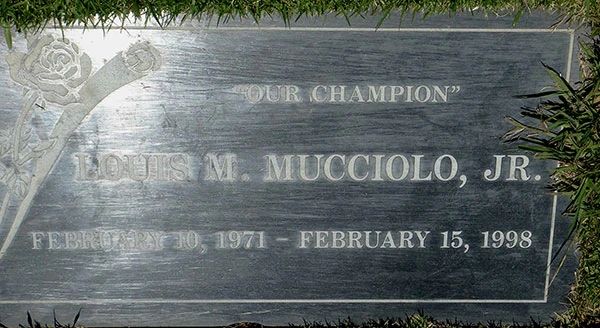 "OUR CHAMPION"
LOUIS M. MUCCIOLO, JR.
FEBRUARY 10, 1971 – FEBRUARY 15, 1998